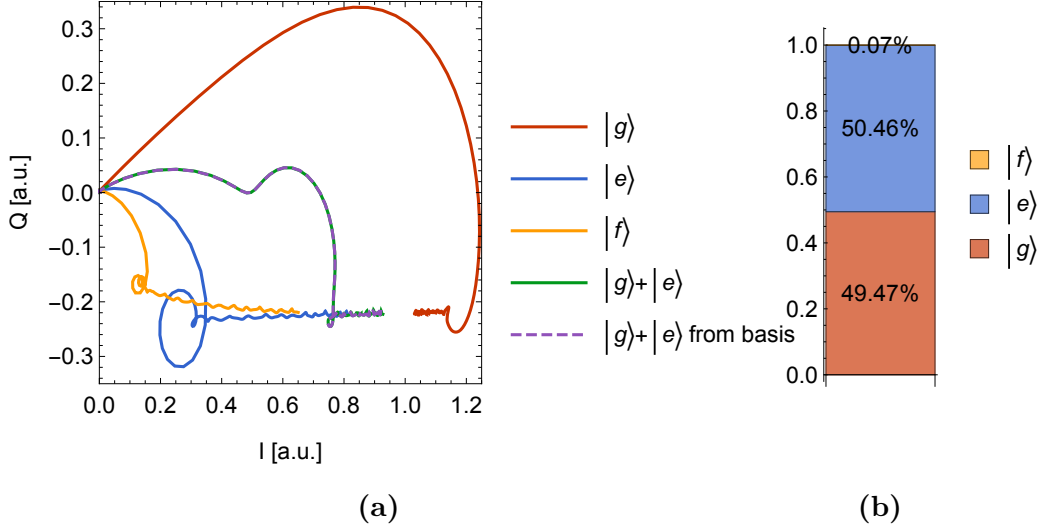 0.3
0.2
0.1
0.0
−0.1
−0.2
−0.3
Q [a.u.]
0.0 0.2 0.4 0.6 0.8 1.0 1.2
I [a.u.]
|g⟩
|e⟩
|f⟩
|g⟩+|e⟩
|g⟩+|e⟩ from basis
(a)
1.0
0.8
0.6
0.4
0.2
0.0
0.07%
50.46%
49.47%
|f⟩
|e⟩
|g⟩
(b)